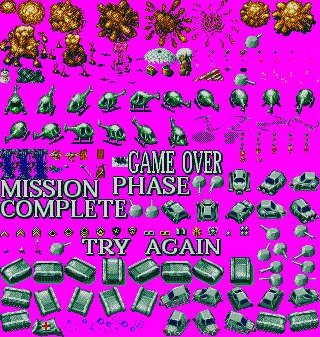 GAME OVER
PHASE
MISSION
COMPLETE
TRY AGAIN